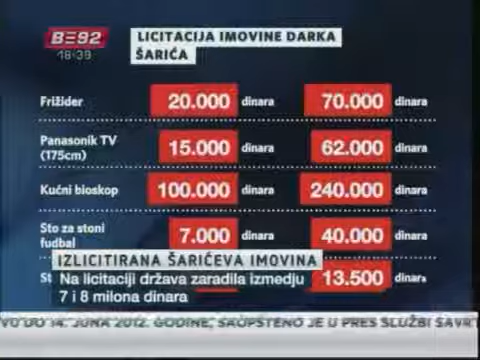 B92
18:39
LICITACIJA IMOVINE DARKA
ŠARIĆA
Frižider 20.000 dinara 70.000 dinara
Panasonik TV
(175cm) 15.000 dinara 62.000 dinara
Kućni bioskop 100.000 dinara 240.000 dinara
Sto za stoni
fudbal 7.000 dinara 40.000 dinara
IZLICITIRANA ŠARIĆEVA IMOVINA
St 13.500 dinara
Na licitaciji država zaradila izmedju
7 i 8 milona dinara
VO DO 14. JUNA 2012. GODINE, SAOPŠTENO JE U PRES SLUŽBI